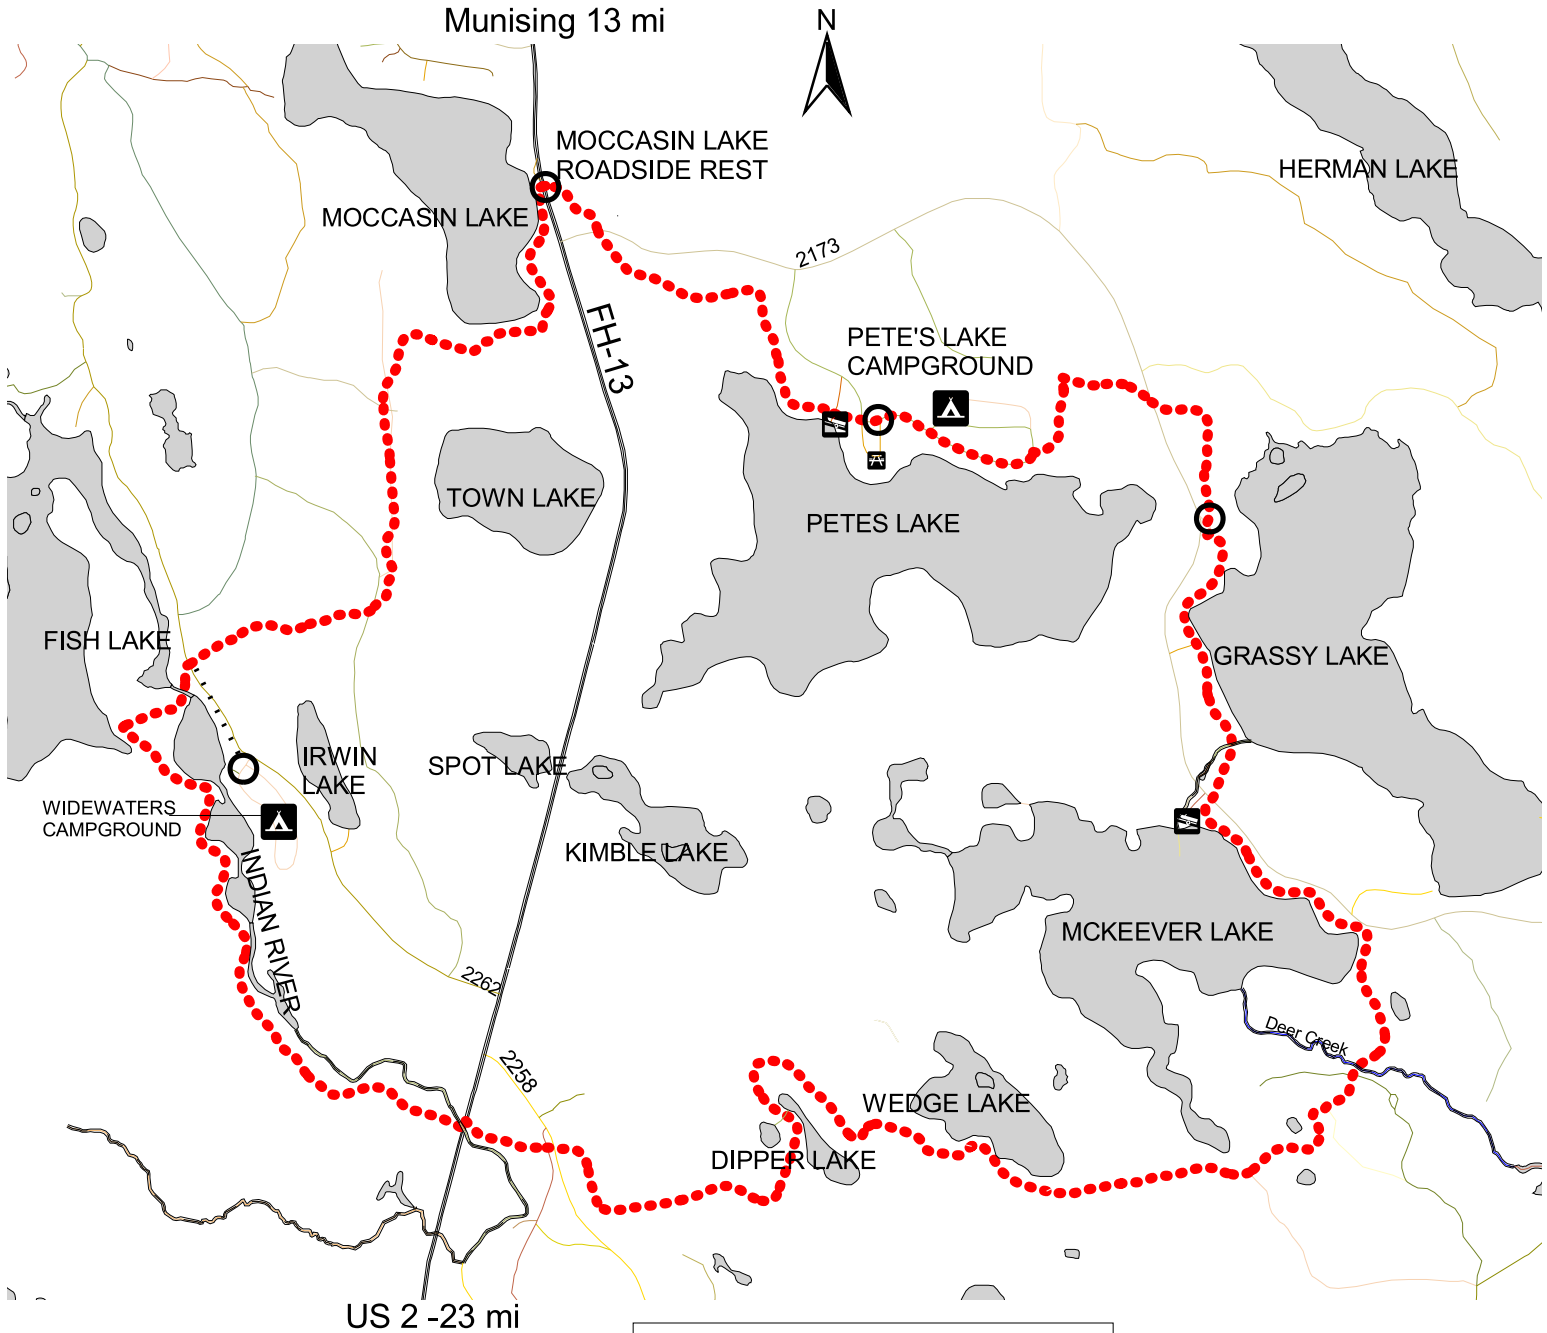 Munising 13 mi
N
MOCCASIN LAKE
ROADSIDE REST
HERMAN LAKE
MOCCASIN LAKE
2173
FH-13
PETE'S LAKE
CAMPGROUND
TOWN LAKE
PETES LAKE
FISH LAKE
GRASSY LAKE
IRWIN
LAKE
SPOT LAKE
WIDEWATERS
CAMPGROUND
KIMBLE LAKE
INDIAN RIVER
MCKEEVER LAKE
2262
Deer Creek
2258
WEDGE LAKE
DIPPER LAKE
US 2 -23 mi